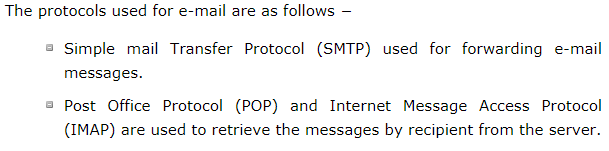 The protocols used for e-mail are as follows −
Simple mail Transfer Protocol (SMTP) used for forwarding e-mail
messages.
Post Office Protocol (POP) and Internet Message Access Protocol
(IMAP) are used to retrieve the messages by recipient from the server.